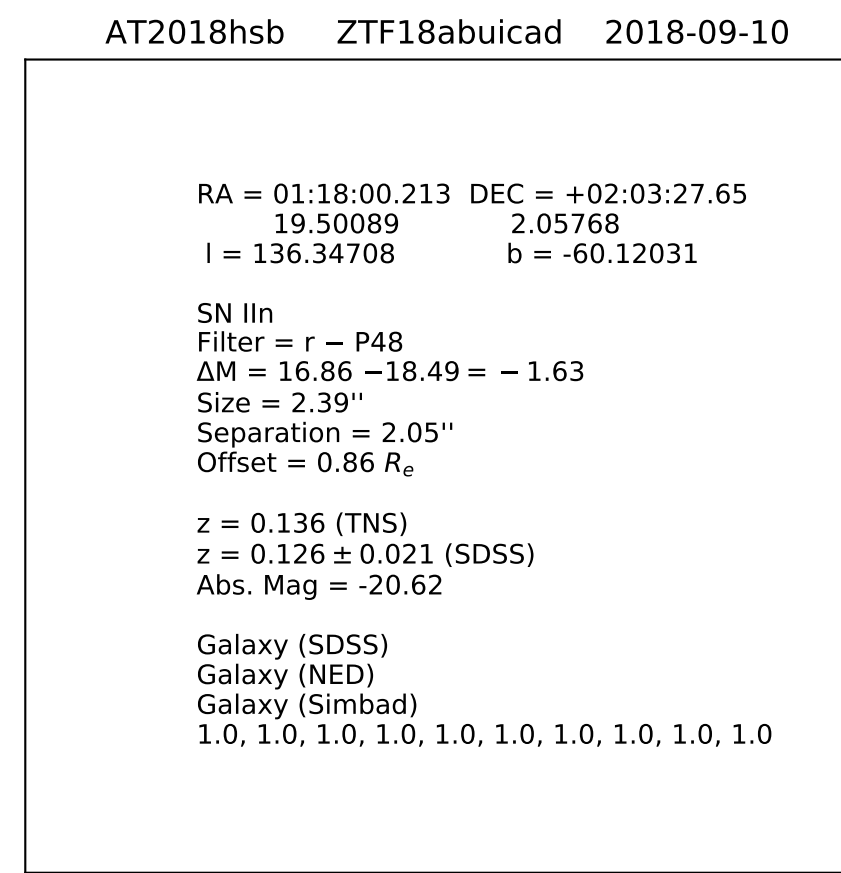 AT2018hsb ZTF18abuicad 2018-09-10
RA = 01:18:00.213 DEC = +02:03:27.65
19.50089 2.05768
l = 136.34708 b = -60.12031
SN IIn
Filter = r − P48
ΔM = 16.86 −18.49 = − 1.63
Size = 2.39''
Separation = 2.05''
Offset = 0.86 Re
z = 0.136 (TNS)
z = 0.126 ± 0.021 (SDSS)
Abs. Mag = -20.62
Galaxy (SDSS)
Galaxy (NED)
Galaxy (Simbad)
1.0, 1.0, 1.0, 1.0, 1.0, 1.0, 1.0, 1.0, 1.0, 1.0